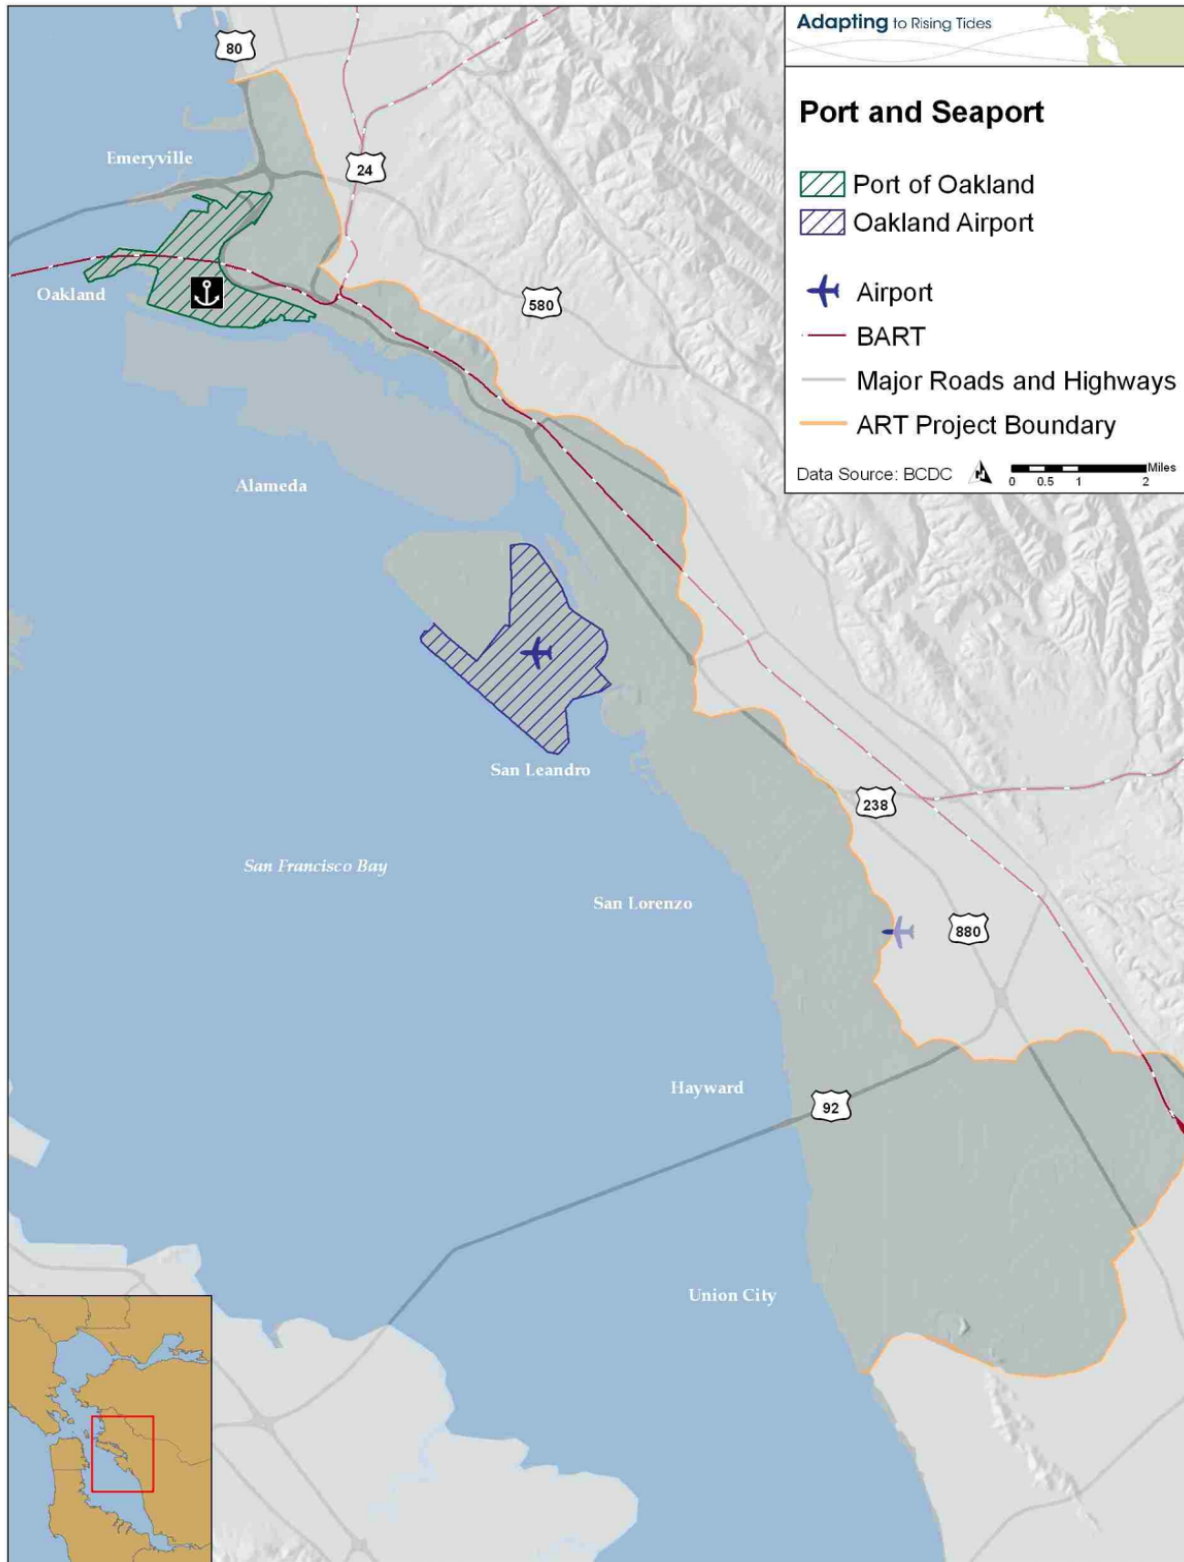 Adapting to Rising Tides
Port and Seaport
Port of Oakland
Oakland Airport
Airport
BART
Major Roads and Highways
ART Project Boundary
Data Source: BCDC
Miles
0 0.5 1 2
80
Emeryville
24
Oakland
580
Alameda
San Leandro
238
San Francisco Bay
San Lorenzo
880
Hayward
92
Union City